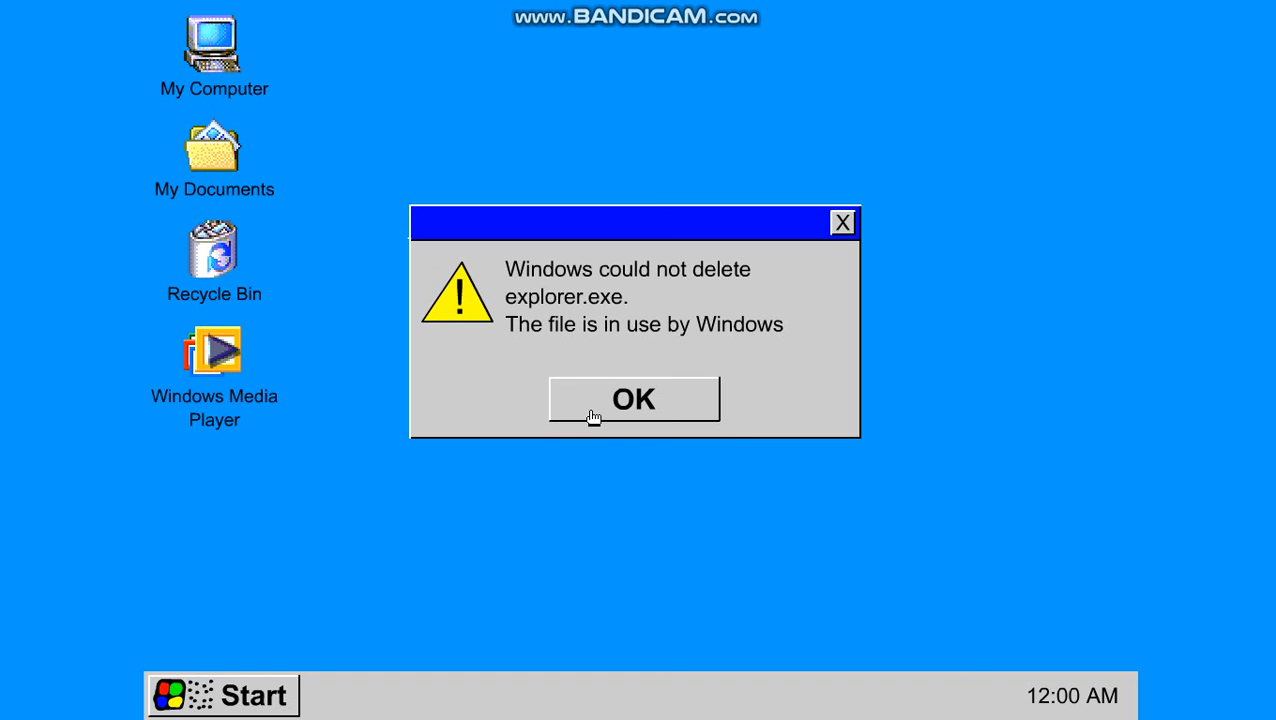 www.BANDICAM.com
My Computer
My Documents
Recycle Bin
Windows Media
Player
X
!
Windows could not delete
explorer.exe.
The file is in use by Windows
OK
Start
12:00 AM